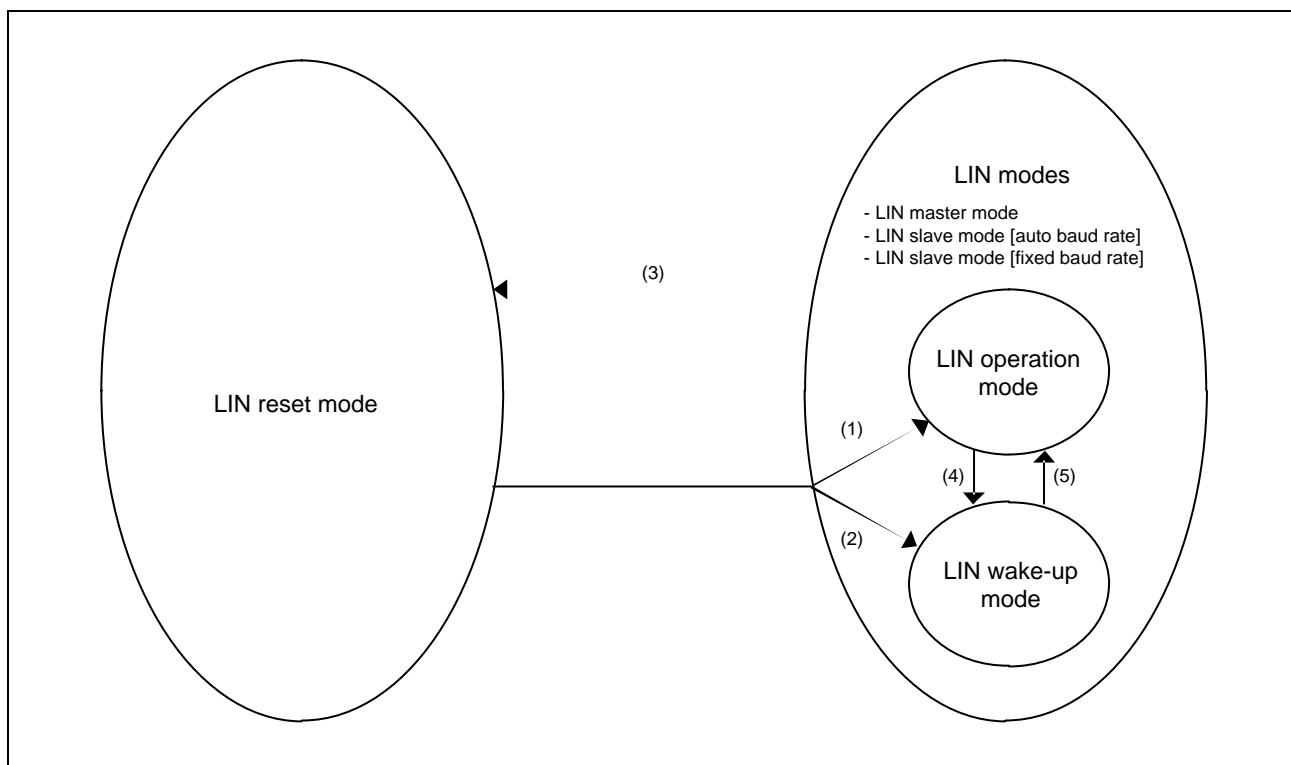 LIN modes
- LIN master mode
- LIN slave mode [auto baud rate]
- LIN slave mode [fixed baud rate]
(3)
LIN operation
mode
LIN reset mode
(1)
(4)
(5)
(2)
LIN wake-up
mode